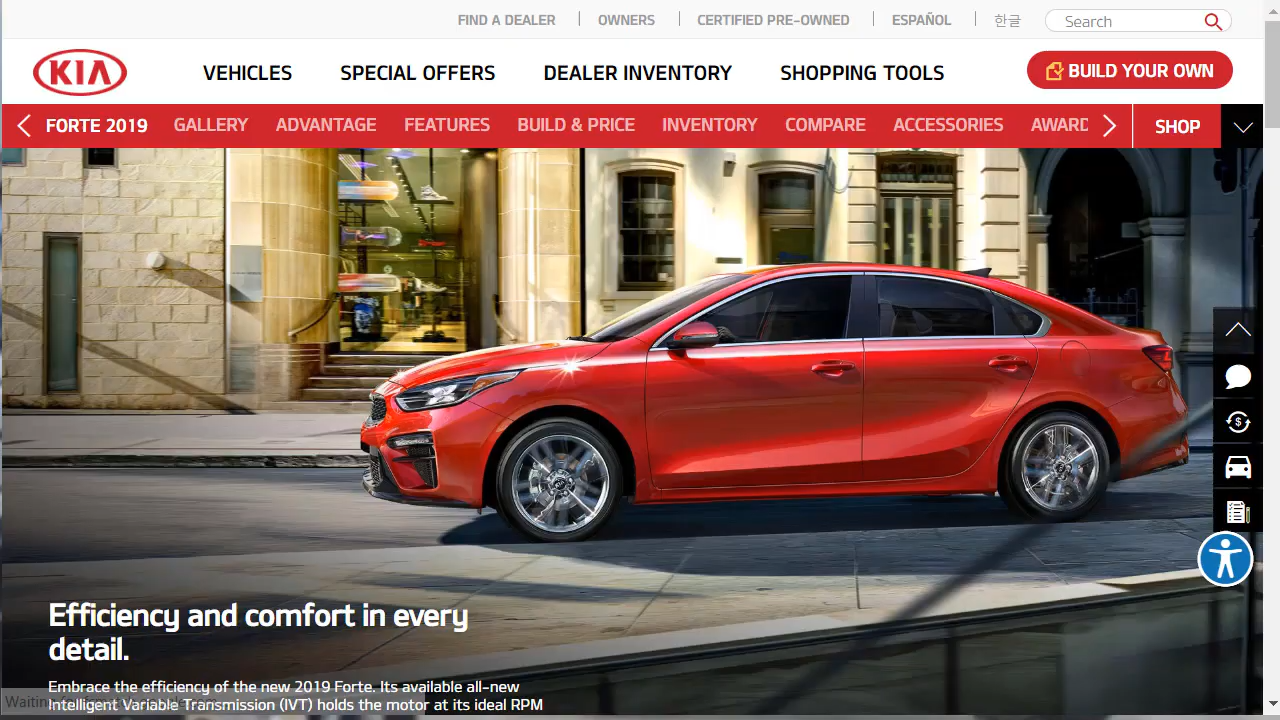 FIND A DEALER
OWNERS
CERTIFIED PRE-OWNED
ESPAÑOL
한글
Search
KIA
VEHICLES
SPECIAL OFFERS
DEALER INVENTORY
SHOPPING TOOLS
BUILD YOUR OWN
FORTE 2019
GALLERY
ADVANTAGE
FEATURES
BUILD & PRICE
INVENTORY
COMPARE
ACCESSORIES
AWARD
SHOP
Efficiency and comfort in every
detail.
Embrace the efficiency of the new 2019 Forte. Its available all-new
Intelligent Variable Transmission (IVT) holds the motor at its ideal RPM